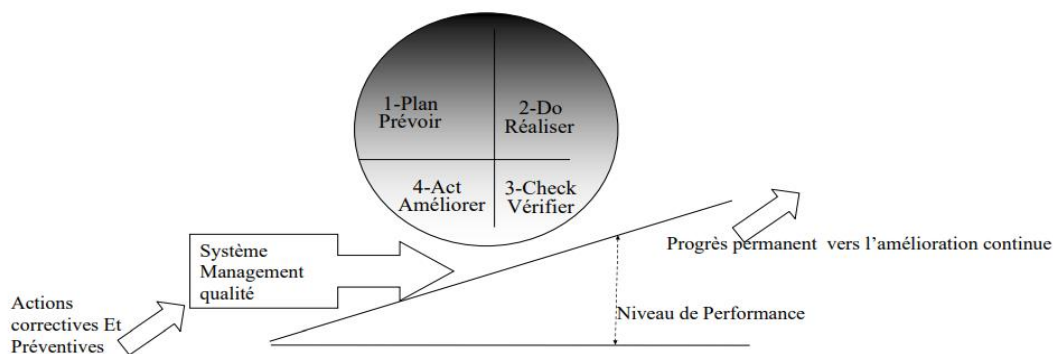 1-Plan
Prévoir
2-Do
Réaliser
4-Act
Améliorer
3-Check
Vérifier
Système
Management
qualité
Progrès permanent vers l’amélioration continue
Actions
correctives Et
Préventives
Niveau de Performance